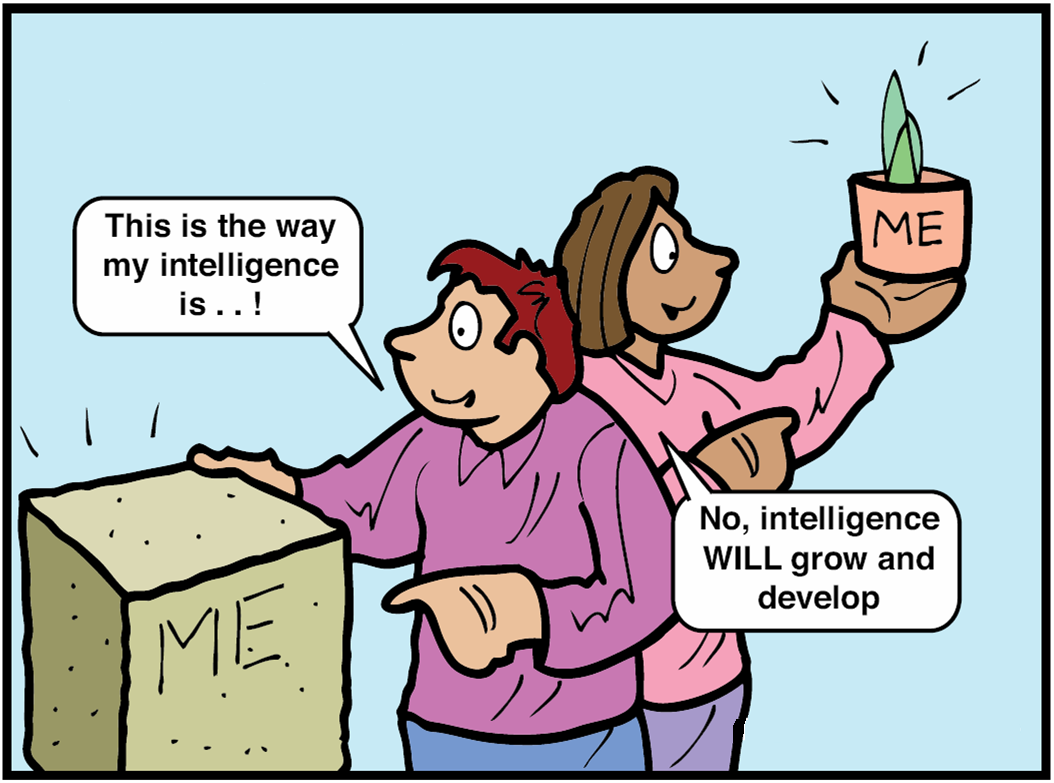 This is the way
my intelligence
is . . !
ME
ME
No, intelligence
WILL grow and
develop